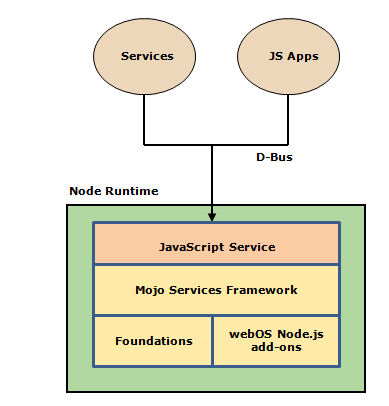 Services
JS Apps
D-Bus
Node Runtime
JavaScript Service
Mojo Services Framework
Foundations
webOS Node.js
add-ons